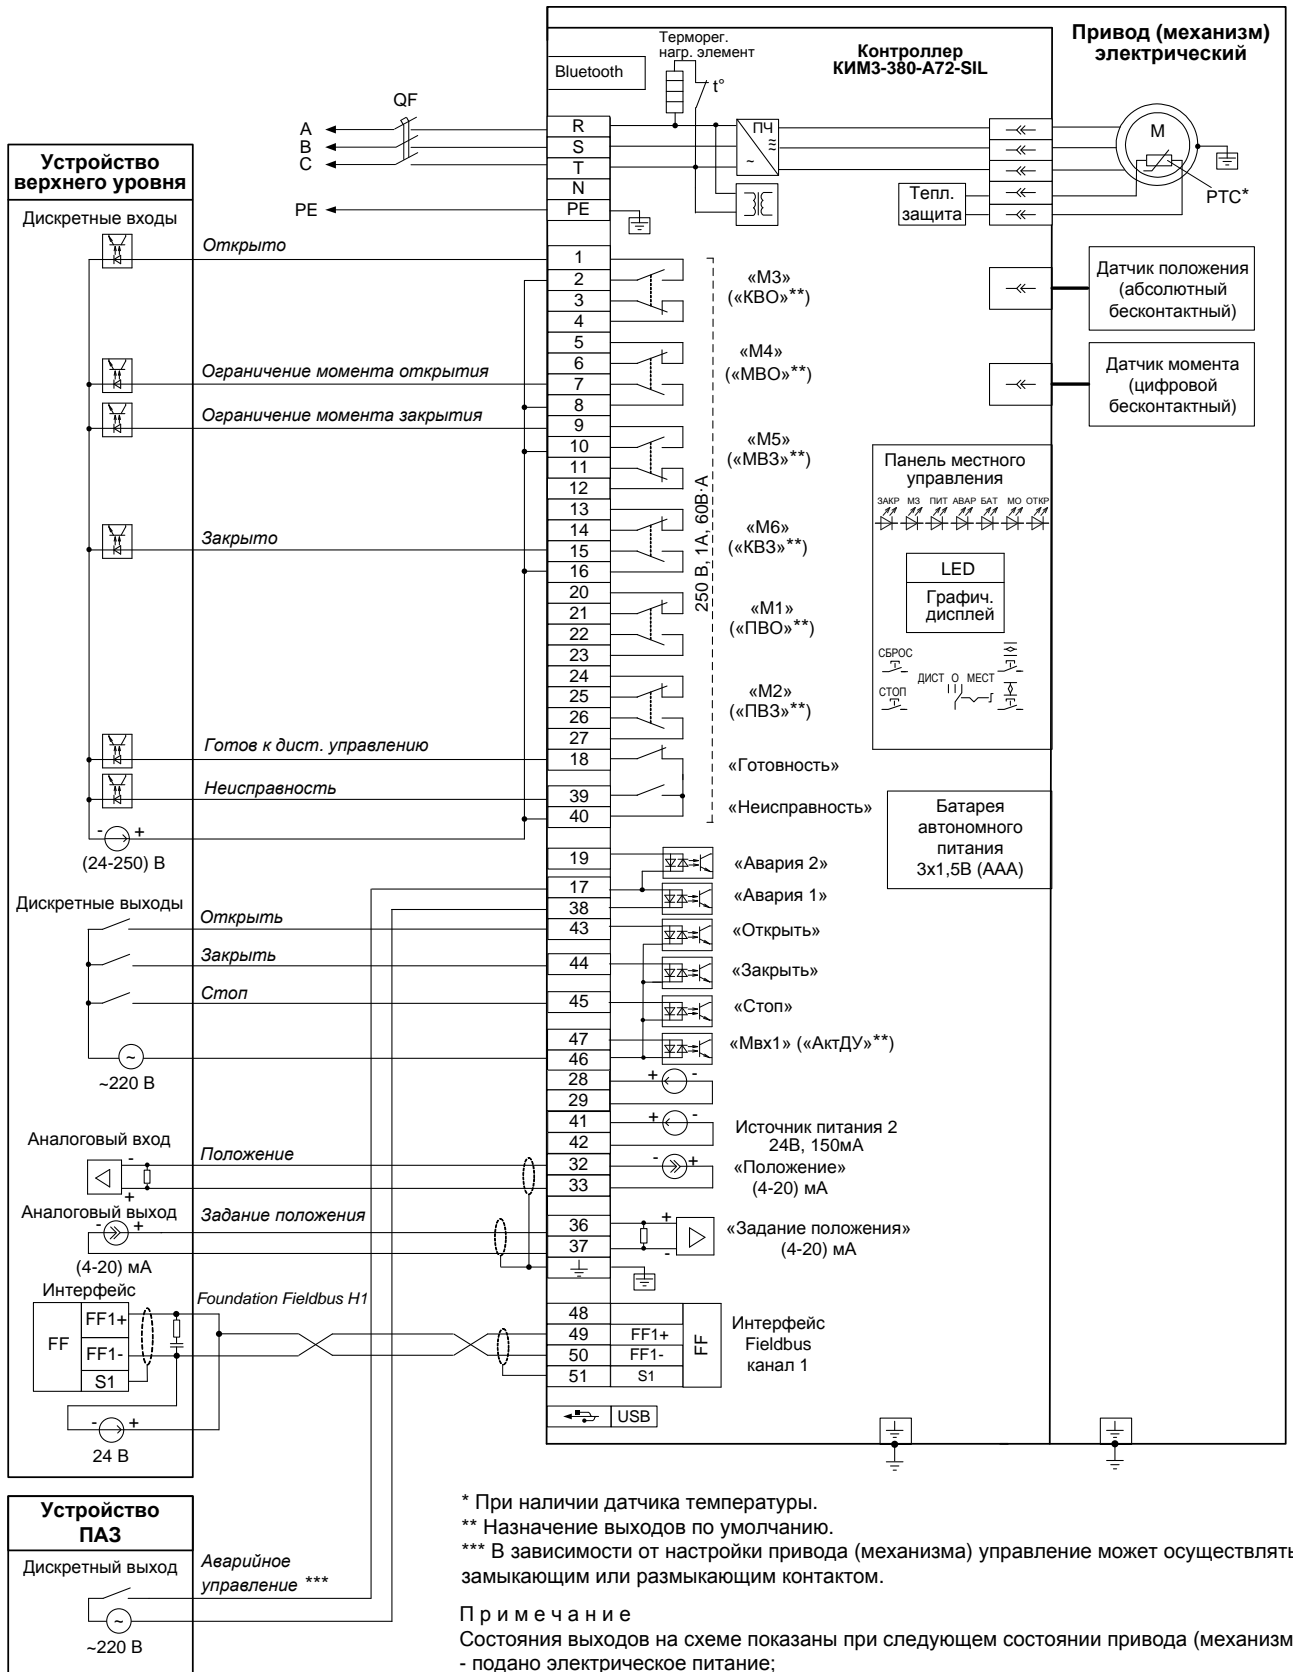 Привод (механизм)
электрический
Контроллер
КИМ3-380-А72-SIL
Терморег.
нагр. элемент
Bluetooth
t°
QF
A
B
C
PE
R
S
T
N
PE
ПЧ
≈
~
M
PTC*
Тепл.
защита
Устройство
верхнего уровня
Дискретные входы
Открыто
Ограничение момента открытия
Ограничение момента закрытия
Закрыто
Готов к дист. управлению
Неисправность
- +
(24-250) В
Дискретные выходы
Открыть
Закрыть
Стоп
~
~220 В
Аналоговый вход
Положение
-
+
Аналоговый выход
Задание положения
- +
(4-20) мА
Интерфейс
Foundation Fieldbus H1
FF
FF1+
FF1-
S1
- +
24 В
1
2
3
4
5
6
7
8
9
10
11
12
13
14
15
16
20
21
22
23
24
25
26
27
18
39
40
19
17
38
43
44
45
47
46
28
29
41
42
32
33
36
37
48
49
50
51
«М3»
(«КВО»**)
«М4»
(«МВО»**)
«М5»
(«МВЗ»**)
«М6»
(«КВЗ»**)
«М1»
(«ПВО»**)
«М2»
(«ПВЗ»**)
250 В, 1А, 60В·А
«Готовность»
«Неисправность»
«Авария 2»
«Авария 1»
«Открыть»
«Закрыть»
«Стоп»
«Мвх1» («АктДУ»**)
+ -
+ -
Источник питания 2
24В, 150мА
- +
«Положение»
(4-20) мА
+
-
«Задание положения»
(4-20) мА
FF1+
FF1-
S1
FF
Интерфейс
Fieldbus
канал 1
USB
Датчик положения
(абсолютный
бесконтактный)
Датчик момента
(цифровой
бесконтактный)
Панель местного
управления
ЗАКР МЗ ПИТ АВАР БАТ МО ОТКР
LED
Графич.
дисплей
СБРОС
СТОП
ДИСТ О МЕСТ
Батарея
автономного
питания
3х1,5В (ААА)
Устройство
ПАЗ
Дискретный выход
Аварийное
управление ***
~
~220 В
* При наличии датчика температуры.
** Назначение выходов по умолчанию.
*** В зависимости от настройки привода (механизма) управление может осуществлять
замыкающим или размыкающим контактом.
П р и м е ч а н и е
Состояния выходов на схеме показаны при следующем состоянии привода (механизм
- подано электрическое питание;